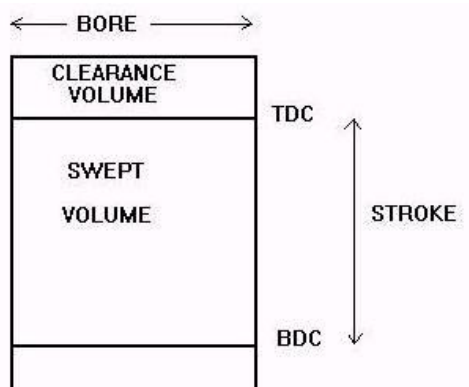 BORE
CLEARANCE
VOLUME
TDC
SWEPT
VOLUME
STROKE
BDC